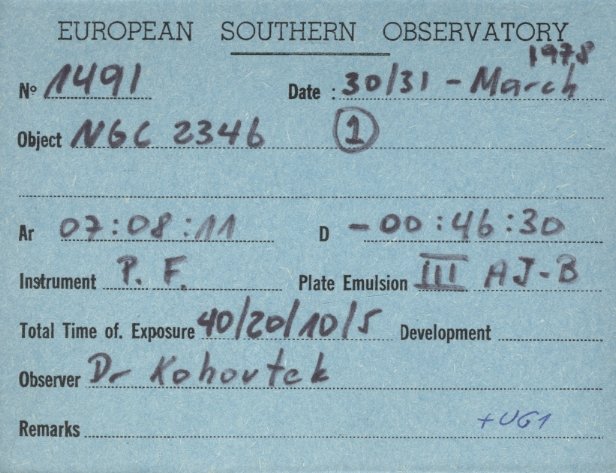 EUROPEAN SOUTHERN OBSERVATORY
1978
Nº 1491 Date : 30/31 - March
Object NGC 2346 1
Ar 07:08:11 D -00:46:30
Instrument P. F. Plate Emulsion III AJ-B
Total Time of. Exposure 40/20/10/5 Development
Observer Dr Kohoutek
Remarks +UG1